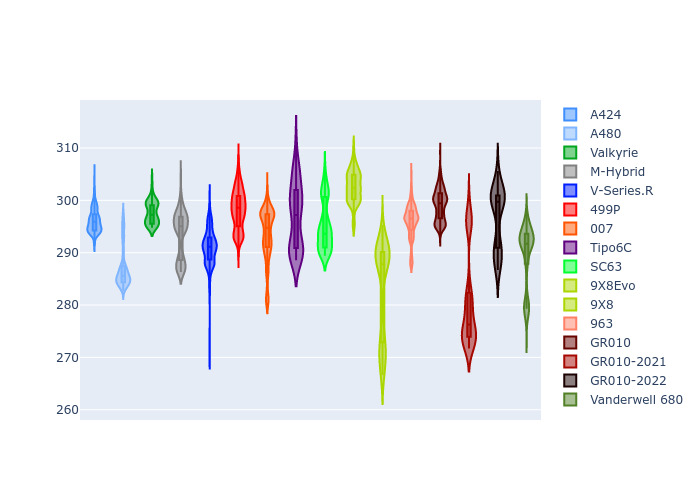 310
300
290
280
270
260
A424
A480
Valkyrie
M-Hybrid
V-Series.R
499P
007
Tipo6C
SC63
9X8Evo
9X8
963
GR010
GR010-2021
GR010-2022
Vanderwell 680